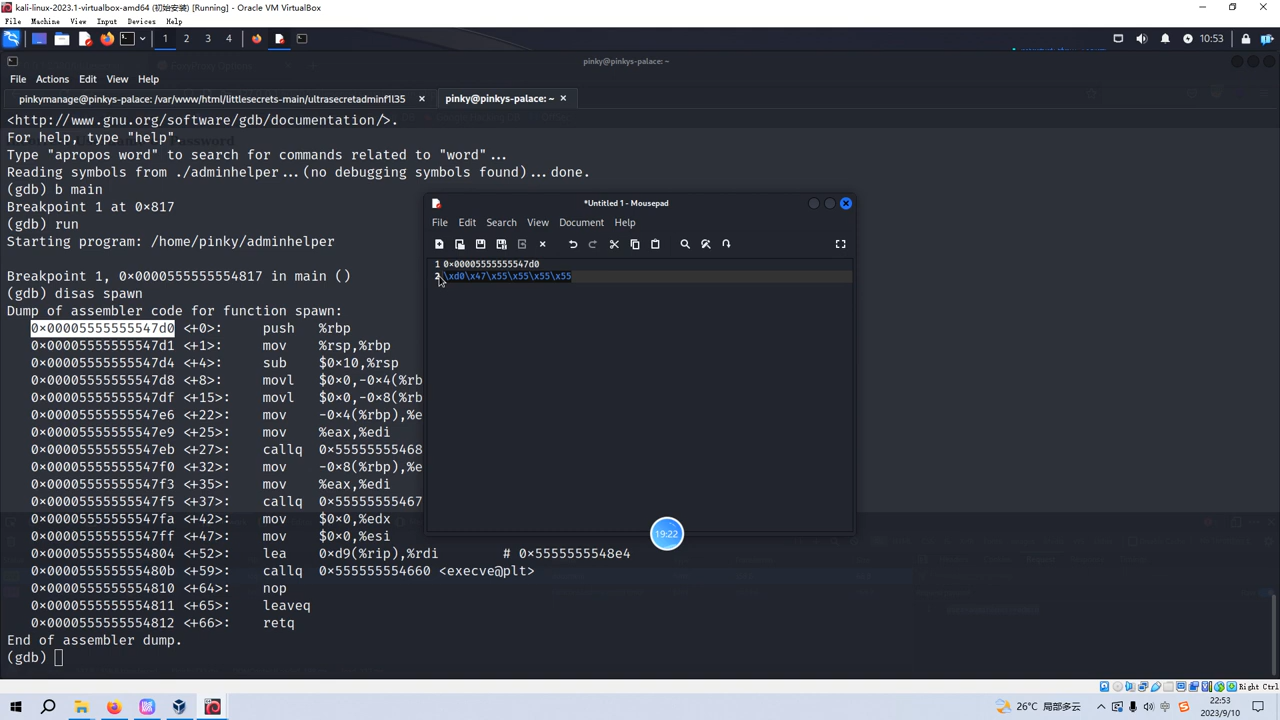 kali-linux-2023.1-virtualbox-amd64 (初始安装) [Running] - Oracle VM VirtualBox
File Machine View Input Devices Help
1 2 3 4 10:53
pinky@pinkys-palace: ~
File Actions Edit View Help
pinkymanage@pinkys-palace: /var/www/html/littlesecrets-main/ultrasecretadminf1l35 pinky@pinkys-palace: ~
<http://www.gnu.org/software/gdb/documentation/>.
For help, type "help".
Type "apropos word" to search for commands related to "word"...
Reading symbols from ./adminhelper...(no debugging symbols found)...done.
(gdb) b main
Breakpoint 1 at 0×817
(gdb) run
Starting program: /home/pinky/adminhelper
Breakpoint 1, 0×0000555555554817 in main ()
(gdb) disas spawn
Dump of assembler code for function spawn:
0×00005555555547d0 <+0>: push %rbp
0×00005555555547d1 <+1>: mov %rsp,%rbp
0×00005555555547d4 <+4>: sub $0×10,%rsp
0×00005555555547d8 <+8>: movl $0×0,-0×4(%rb
0×00005555555547df <+15>: movl $0×0,-0×8(%rb
0×00005555555547e6 <+22>: mov -0×4(%rbp),%e
0×00005555555547e9 <+25>: mov %eax,%edi
0×00005555555547eb <+27>: callq 0×55555555468
0×00005555555547f0 <+32>: mov -0×8(%rbp),%e
0×00005555555547f3 <+35>: mov %eax,%edi
0×00005555555547f5 <+37>: callq 0×55555555467
0×00005555555547fa <+42>: mov $0×0,%edx
0×00005555555547ff <+47>: mov $0×0,%esi
0×0000555555554804 <+52>: lea 0×d9(%rip),%rdi # 0×5555555548e4
0×000055555555480b <+59>: callq 0×555555554660 <execve@plt>
0×0000555555554810 <+64>: nop
0×0000555555554811 <+65>: leaveq
0×0000555555554812 <+66>: retq
End of assembler dump.
(gdb)
*Untitled 1 - Mousepad
File Edit Search View Document Help
1 0×00005555555547d0
2 \xd0\x47\x55\x55\x55\x55
19:22
Right Ctrl
26°C 局部多云
中
22:53
2023/9/10